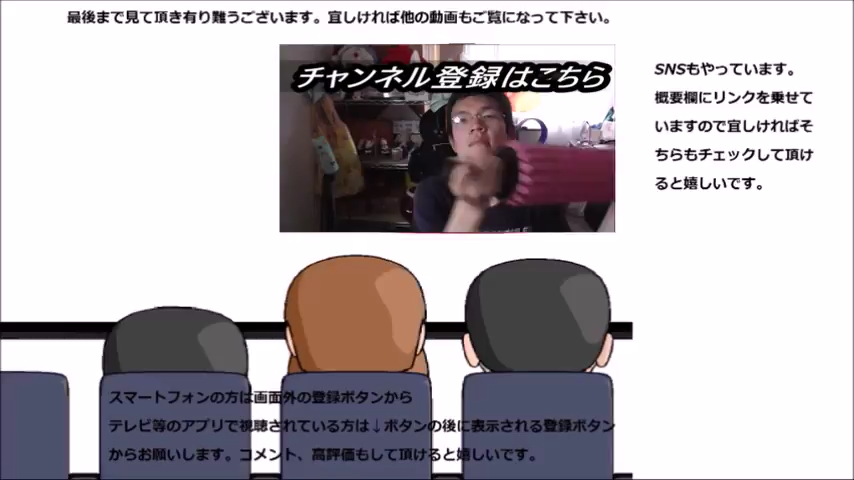 最後まで見て頂き有り難うございます。宜しければ他の動画もご覧になって下さい。
チャンネル登録はこちら
SNSもやっています。
概要欄にリンクを乗せて
いますので宜しければそ
ちらもチェックして頂け
ると嬉しいです。
スマートフォンの方は画面外の登録ボタンから
テレビ等のアプリで視聴されている方は↓ボタンの後に表示される登録ボタン
からお願いします。コメント、高評価もして頂けると嬉しいです。